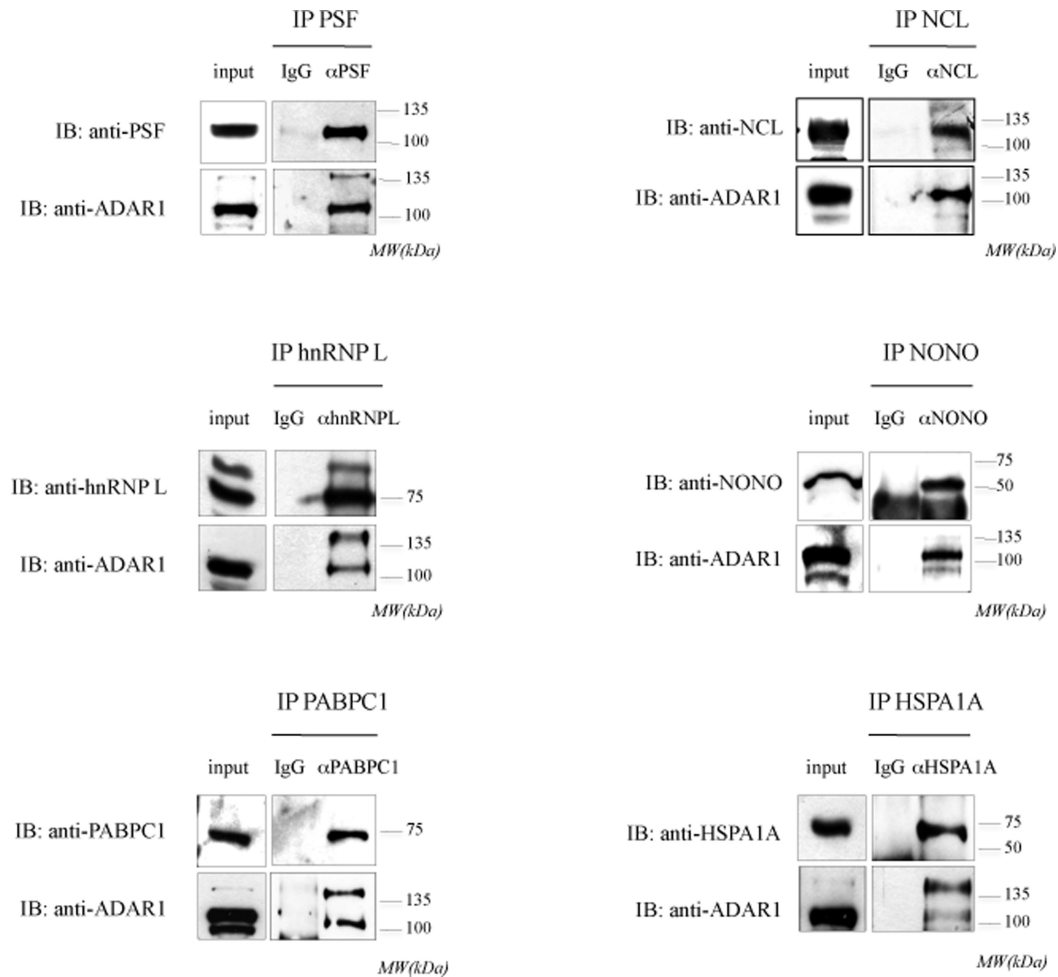 IP PSF
input IgG αPSF
IB: anti-PSF
135
100
IB: anti-ADAR1
135
100
MW(kDa)
IP NCL
input IgG αNCL
IB: anti-NCL
135
100
IB: anti-ADAR1
135
100
MW(kDa)
IP hnRNP L
input IgG αhnRNPL
IB: anti-hnRNP L
75
IB: anti-ADAR1
135
100
MW(kDa)
IP NONO
input IgG αNONO
IB: anti-NONO
75
50
IB: anti-ADAR1
135
100
MW(kDa)
IP PABPC1
input IgG αPABPC1
IB: anti-PABPC1
75
IB: anti-ADAR1
135
100
MW(kDa)
IP HSPA1A
input IgG αHSPA1A
IB: anti-HSPA1A
75
50
IB: anti-ADAR1
135
100
MW(kDa)